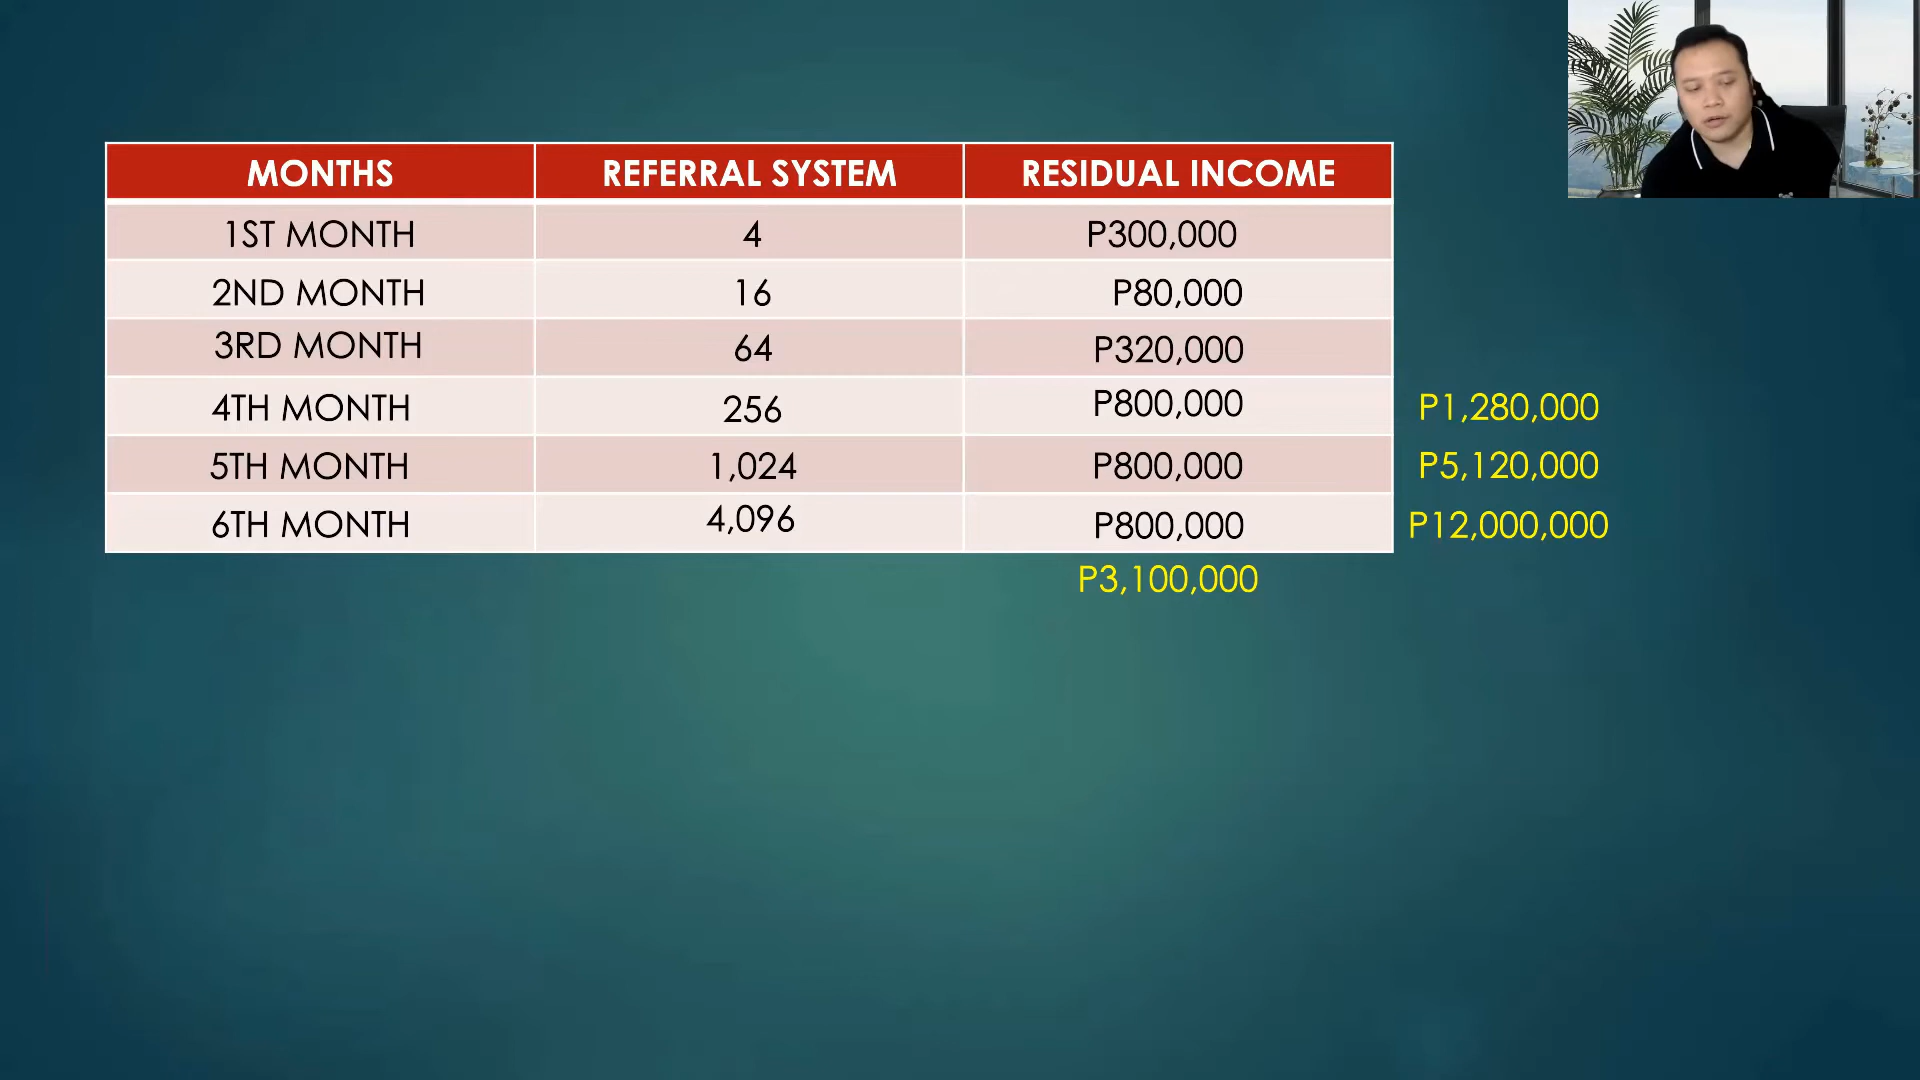 MONTHS REFERRAL SYSTEM RESIDUAL INCOME
1ST MONTH 4 P300,000
2ND MONTH 16 P80,000
3RD MONTH 64 P320,000
4TH MONTH 256 P800,000 P1,280,000
5TH MONTH 1,024 P800,000 P5,120,000
6TH MONTH 4,096 P800,000 P12,000,000
P3,100,000